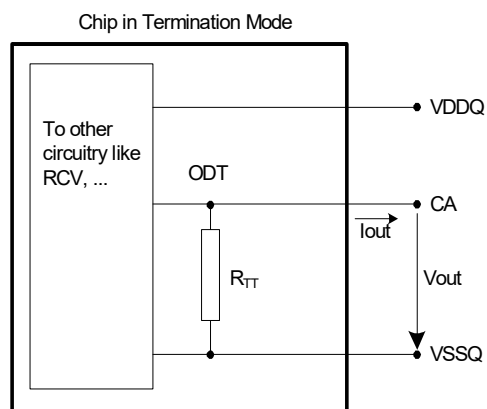 Chip in Termination Mode
To other
circuitry like
RCV, ...
VDDQ
ODT
CA
Iout
RTT
Vout
VSSQ